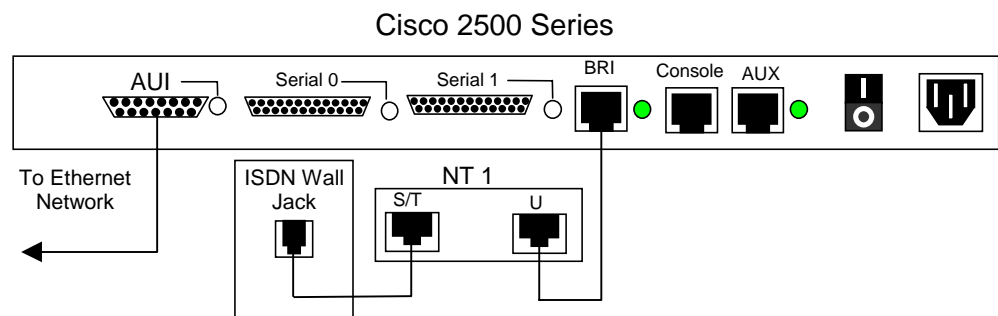 Cisco 2500 Series
AUI
Serial 0
Serial 1
BRI
Console
AUX
To Ethernet
Network
ISDN Wall
Jack
NT 1
S/T
U